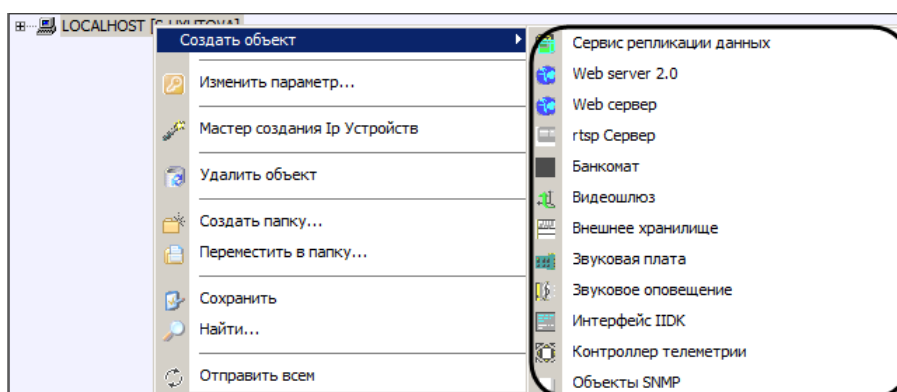 LOCALHOST
Создать объект
Изменить параметр...
Мастер создания Ip Устройств
Удалить объект
Создать папку...
Переместить в папку...
Сохранить
Найти...
Отправить всем
Сервис репликации данных
Web server 2.0
Web сервер
rtsp Сервер
Банкомат
Видеошлюз
Внешнее хранилище
Звуковая плата
Звуковое оповещение
Интерфейс IIDK
Контроллер телеметрии
Объекты SNMP